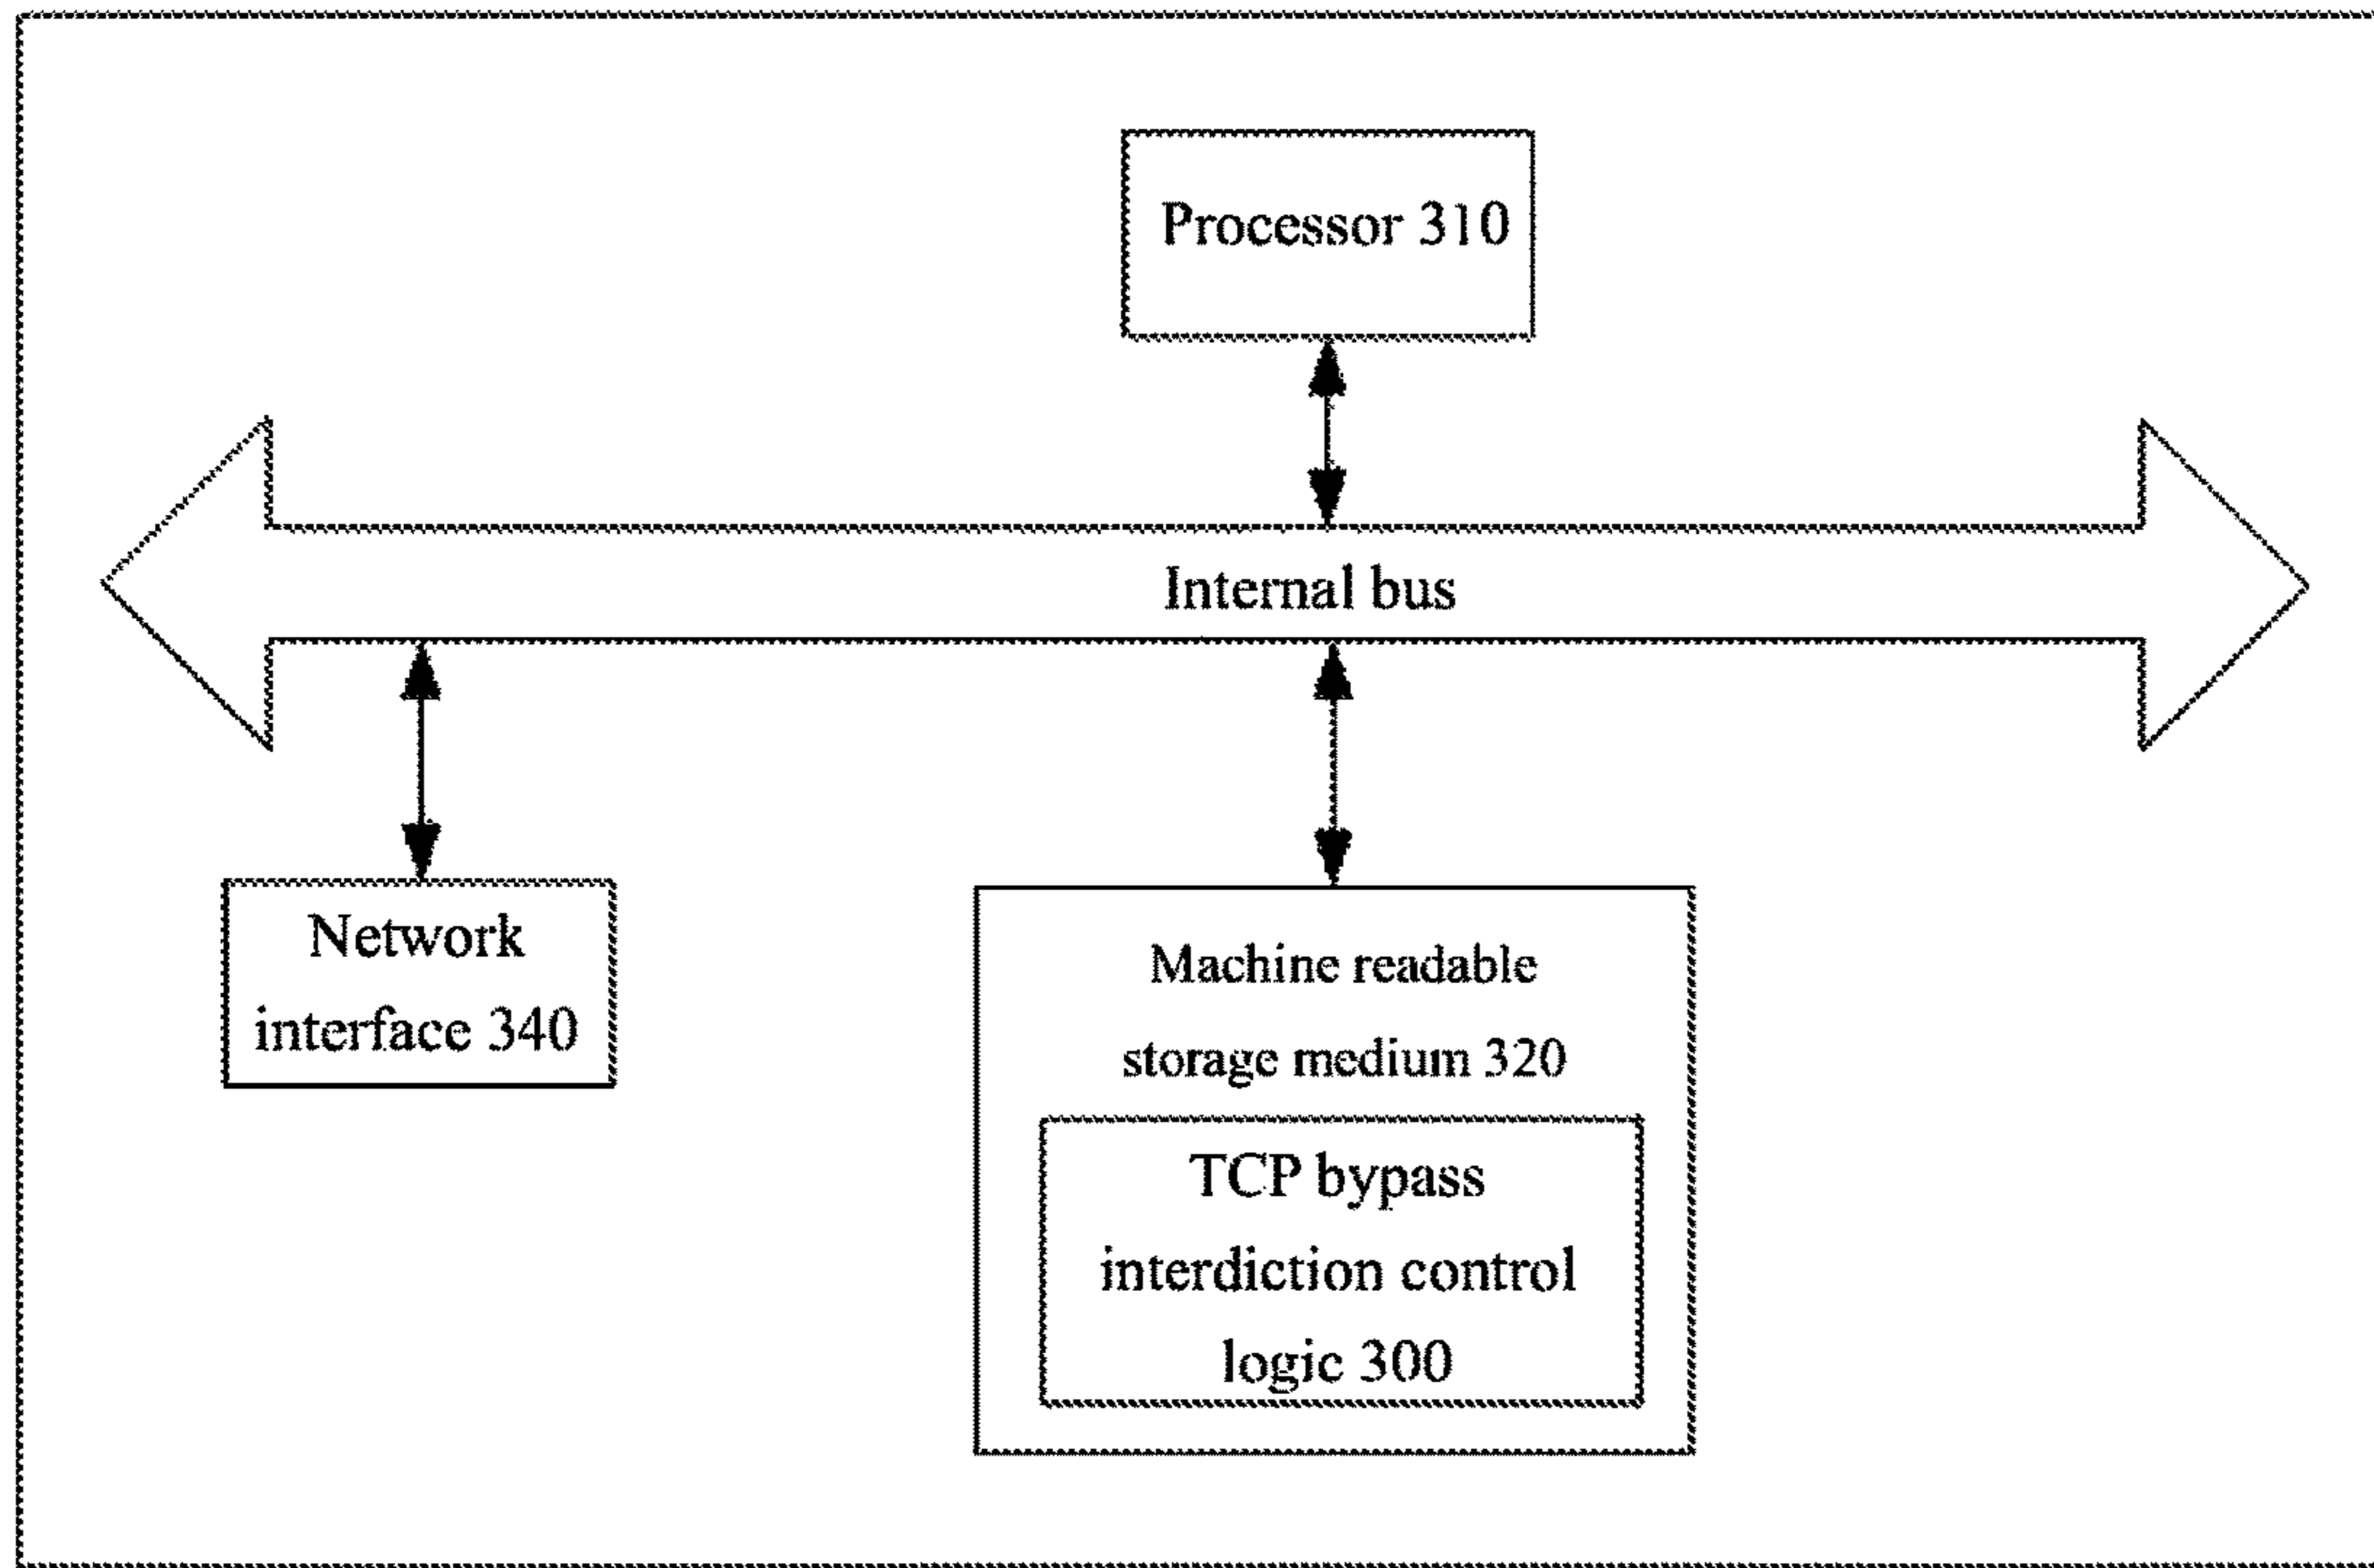 Processor 310
Internal bus
Network
interface 340
Machine readable
storage medium 320
TCP bypass
interdiction control
logic 300